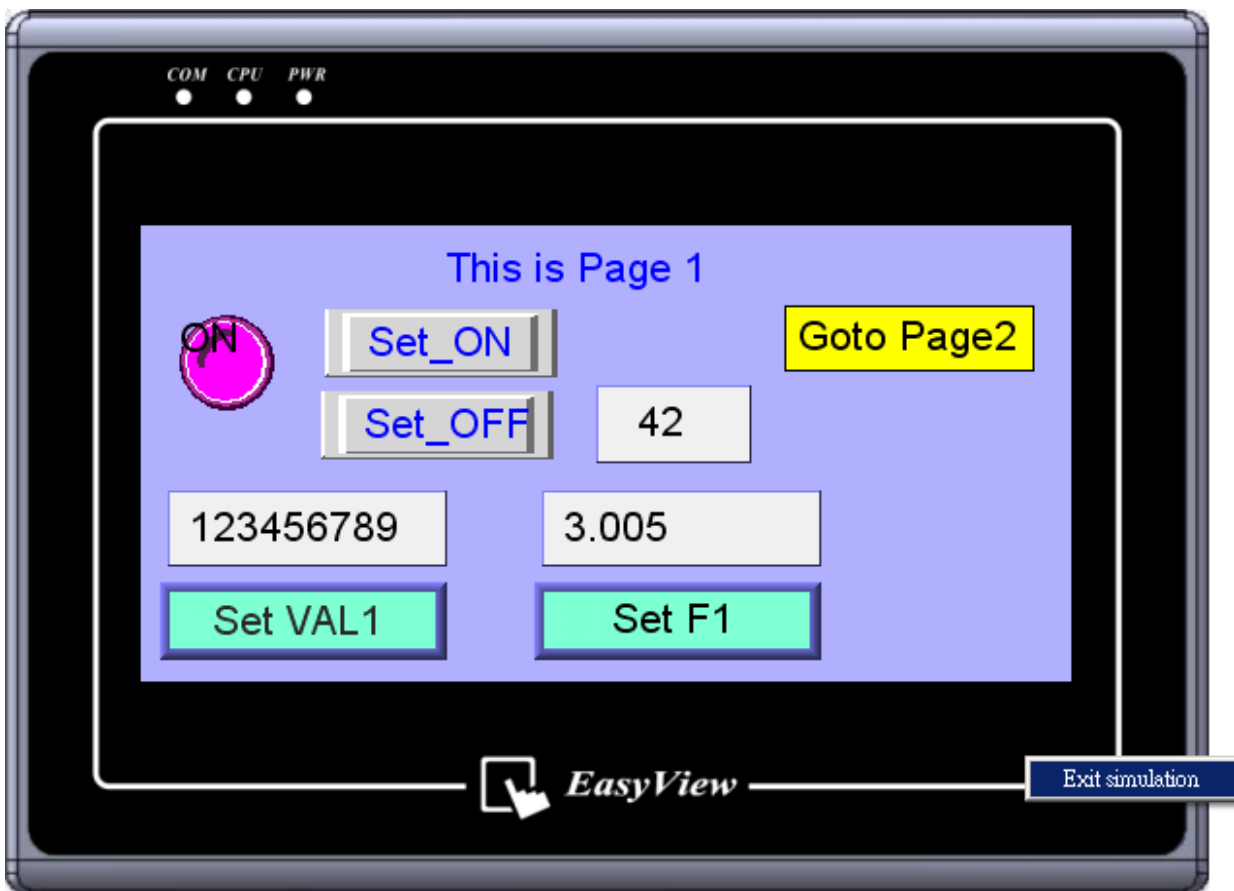 COM CPU PWR
This is Page 1
ON
Set_ON
Goto Page2
Set_OFF
42
123456789
3.005
Set VAL1
Set F1
EasyView
Exit simulation